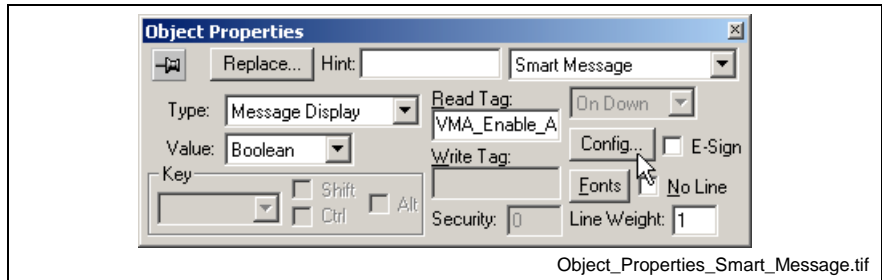 Object Properties
Replace... Hint: Smart Message
Type: Message Display
Read Tag:
On Down
VMA_Enable_A
Value: Boolean
Config... E-Sign
Write Tag:
Key
Shift
Ctrl
Alt
Fonts No Line
Security: 0 Line Weight: 1
Object_Properties_Smart_Message.tif